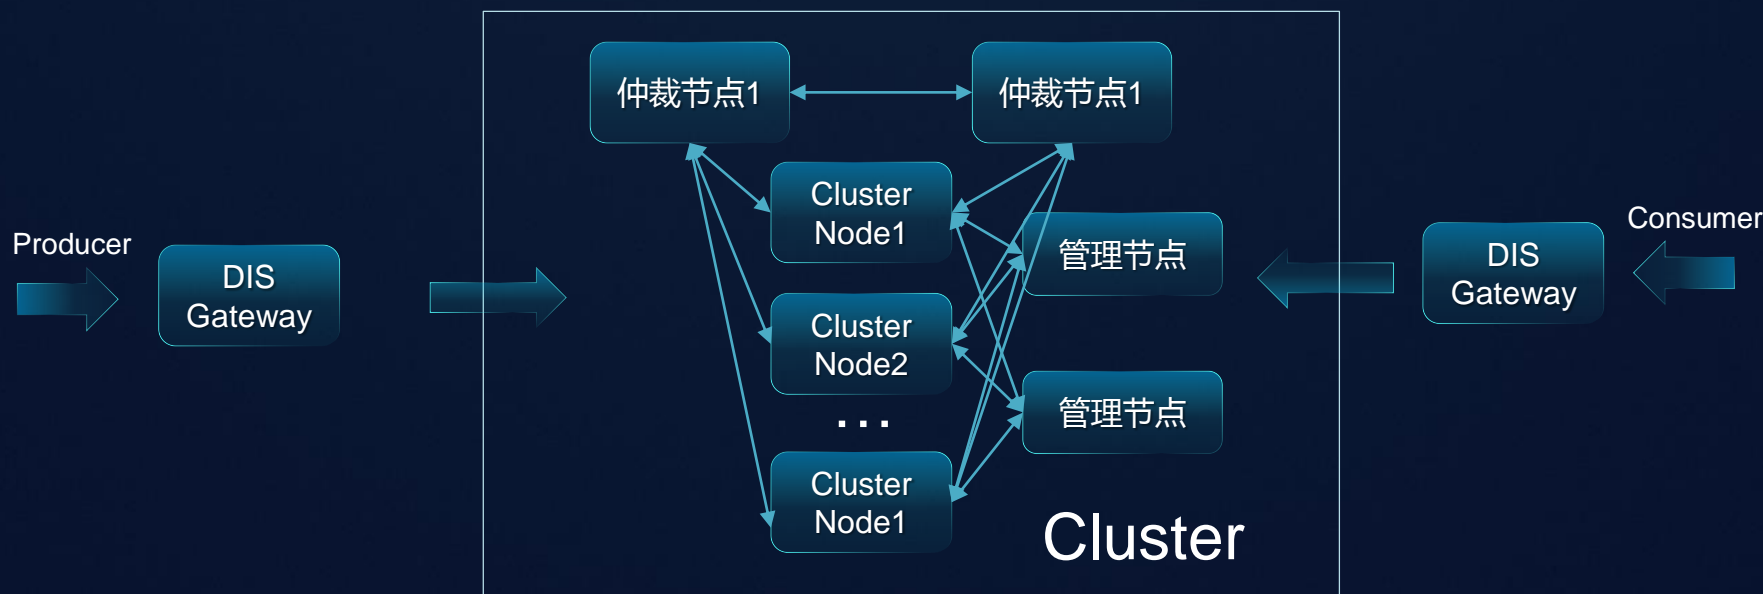 仲裁节点1
仲裁节点1
Producer
DIS
Gateway
Cluster
Node1
管理节点
Cluster
Node2
管理节点
...
Cluster
Node1
Cluster
DIS
Gateway
Consumer